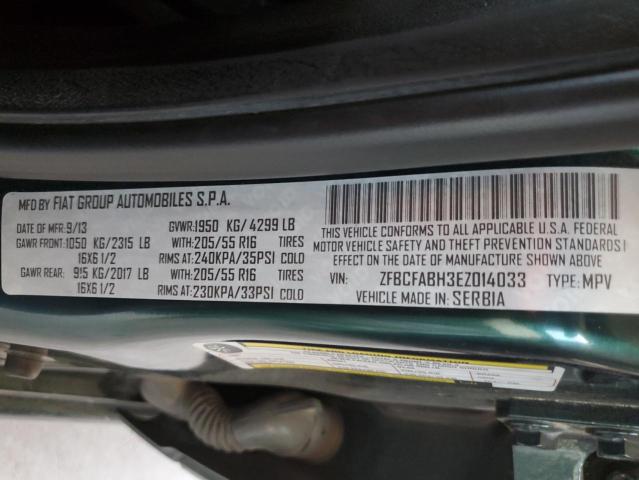 MFD BY FIAT GROUP AUTOMOBILES S.P.A.
DATE OF MFR: 9/13 GVWR: 1950 KG/ 4299 LB
GAWR FRONT: 1050 KG/2315 LB WITH: 205/55 R16 TIRES
16X6 1/2 RIMS AT: 240KPA/35PSI COLD
GAWR REAR: 915 KG/2017 LB WITH: 205/55 R16 TIRES
16X6 1/2 RIMS AT: 230KPA/33PSI COLD
THIS VEHICLE CONFORMS TO ALL APPLICABLE U.S.A. FEDERAL
MOTOR VEHICLE SAFETY BUMPER AND THEFT PREVENTION STANDARDS IN
EFFECT ON THE DATE OF MANUFACTURE SHOWN ABOVE.
VIN: ZFBCFABH3EZ014033 TYPE: MPV
VEHICLE MADE IN: SERBIA